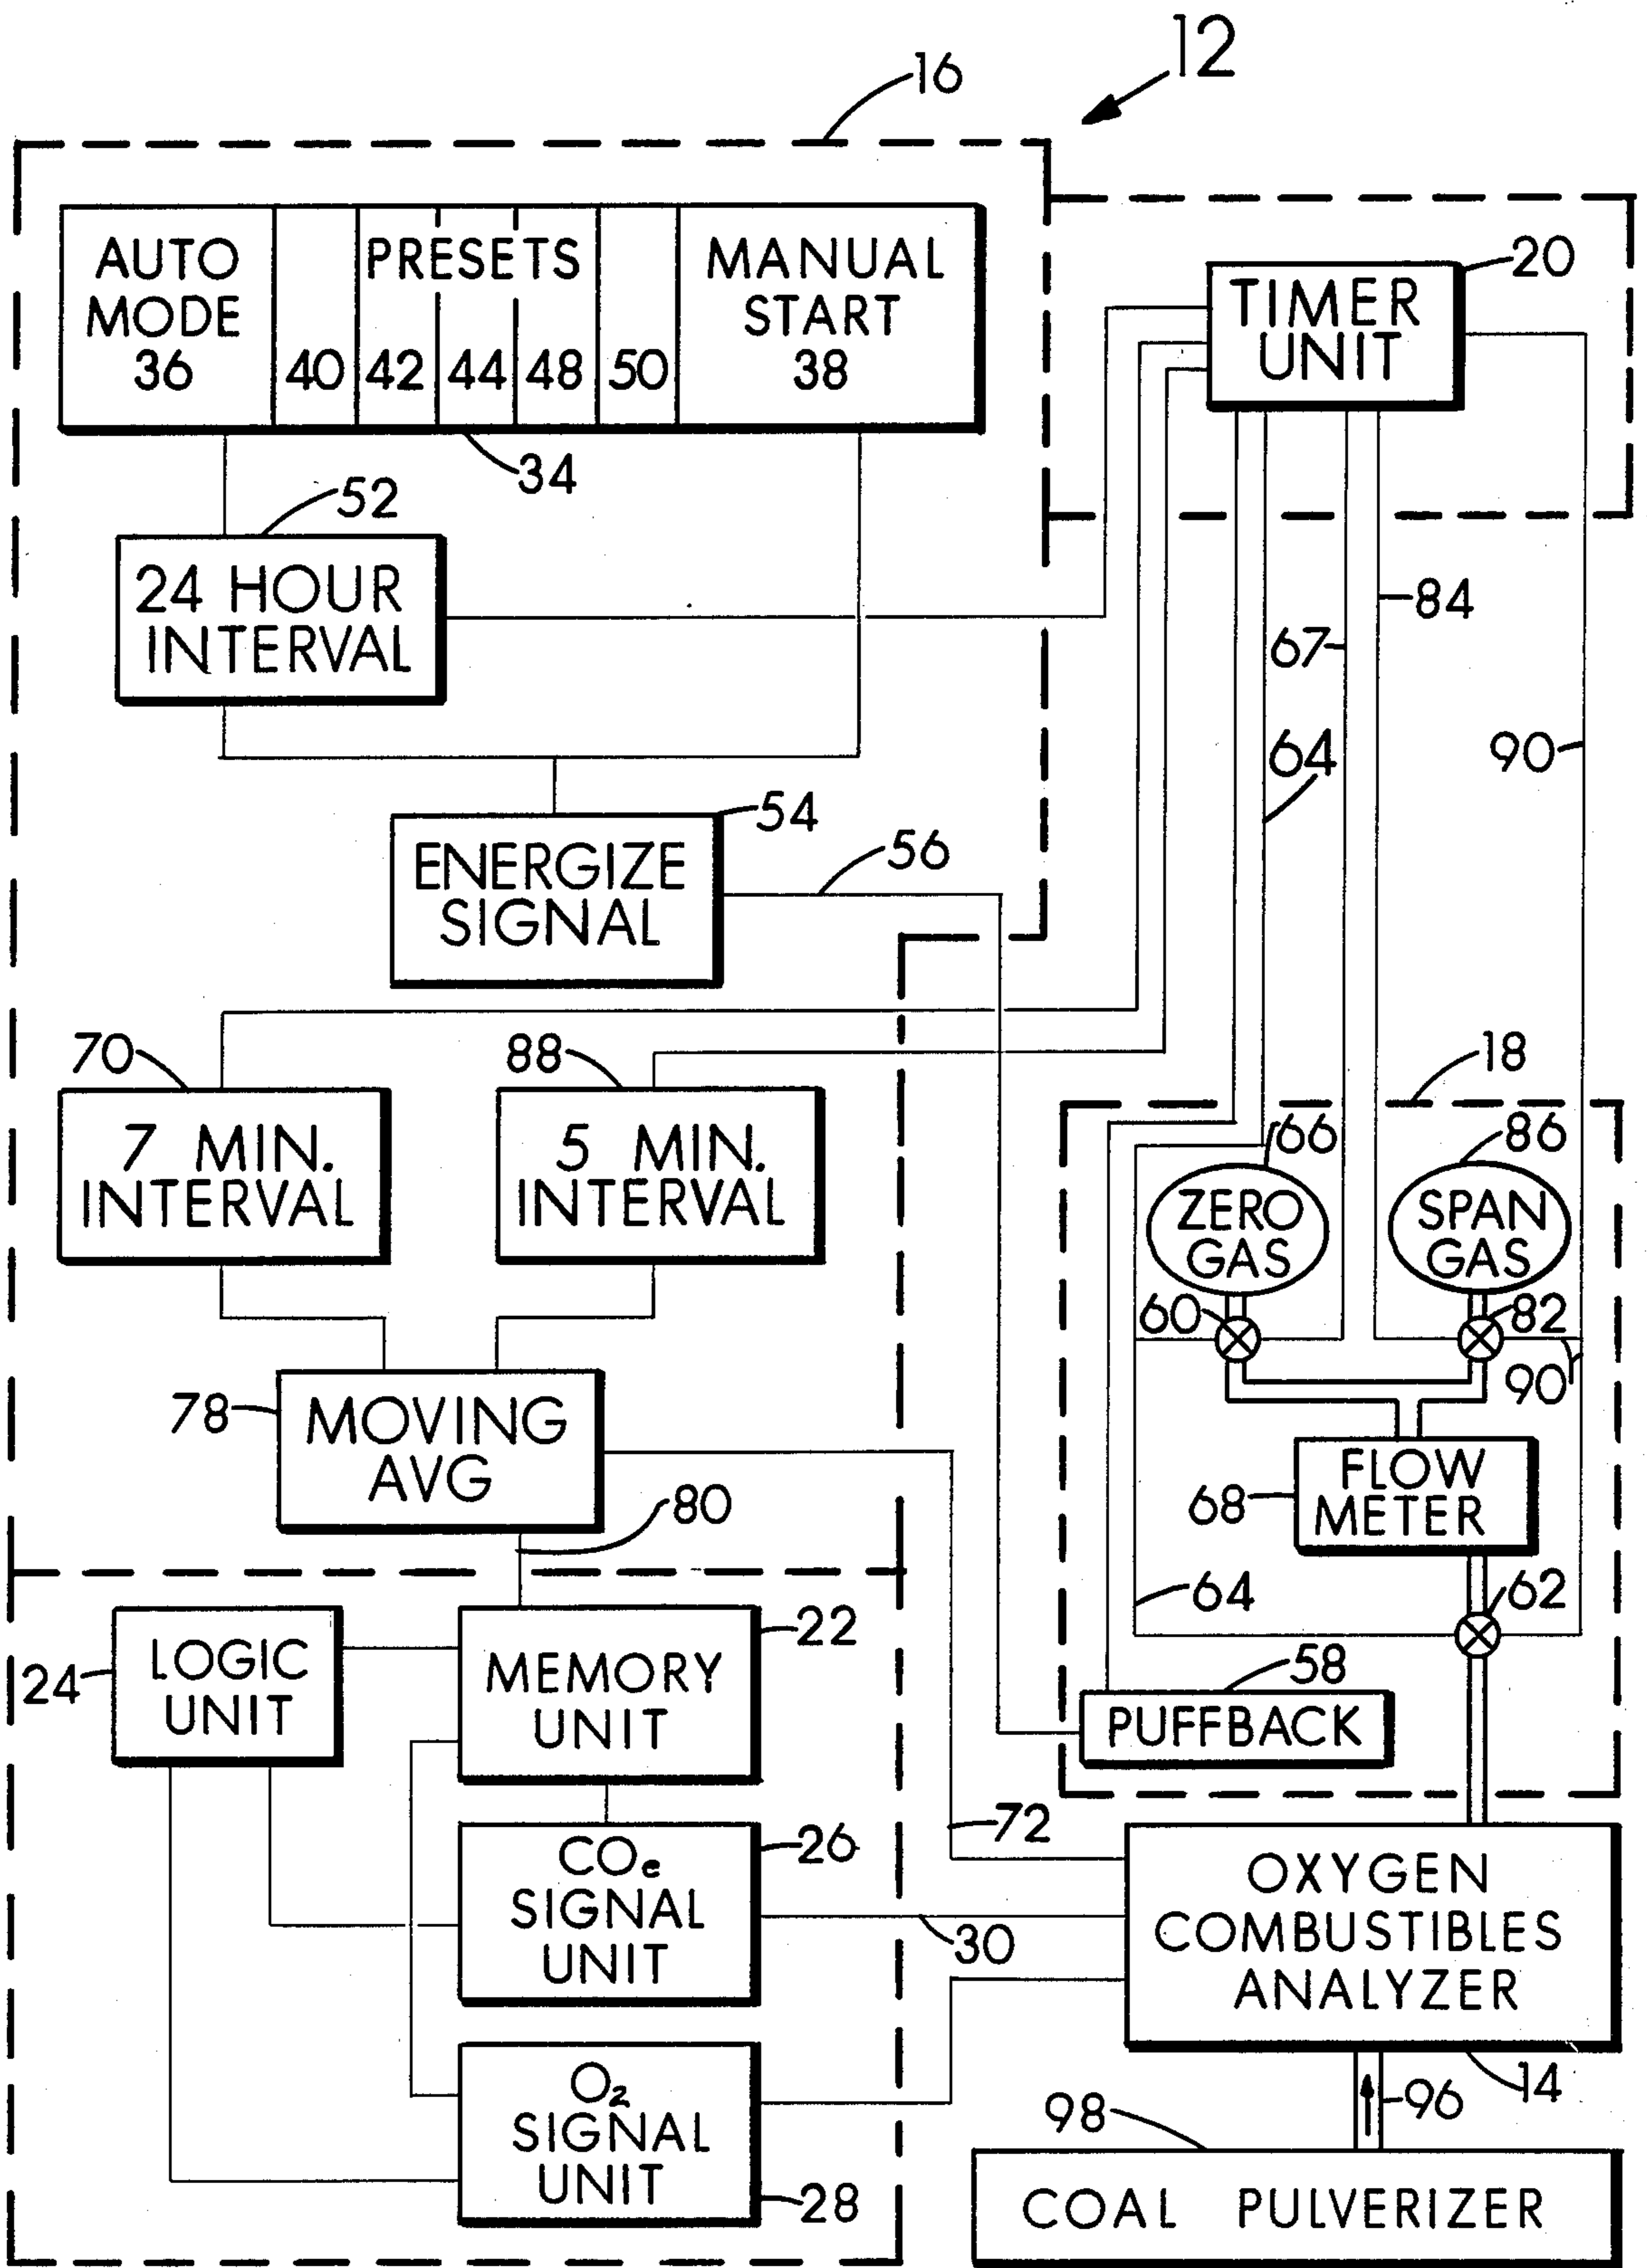 12
16
AUTO
MODE
36
40
PRESETS
42
44
48
50
MANUAL
START
38
34
20
TIMER
UNIT
52
24 HOUR
INTERVAL
84
67
64
90
54
ENERGIZE
SIGNAL
56
70
7 MIN.
INTERVAL
88
5 MIN.
INTERVAL
18
66
ZERO
GAS
86
SPAN
GAS
60
82
90
78
MOVING
AVG
80
68
FLOW
METER
64
62
24
LOGIC
UNIT
22
MEMORY
UNIT
58
PUFFBACK
72
26
COe
SIGNAL
UNIT
30
OXYGEN
COMBUSTIBLES
ANALYZER
14
O2
SIGNAL
UNIT
28
96
98
COAL PULVERIZER